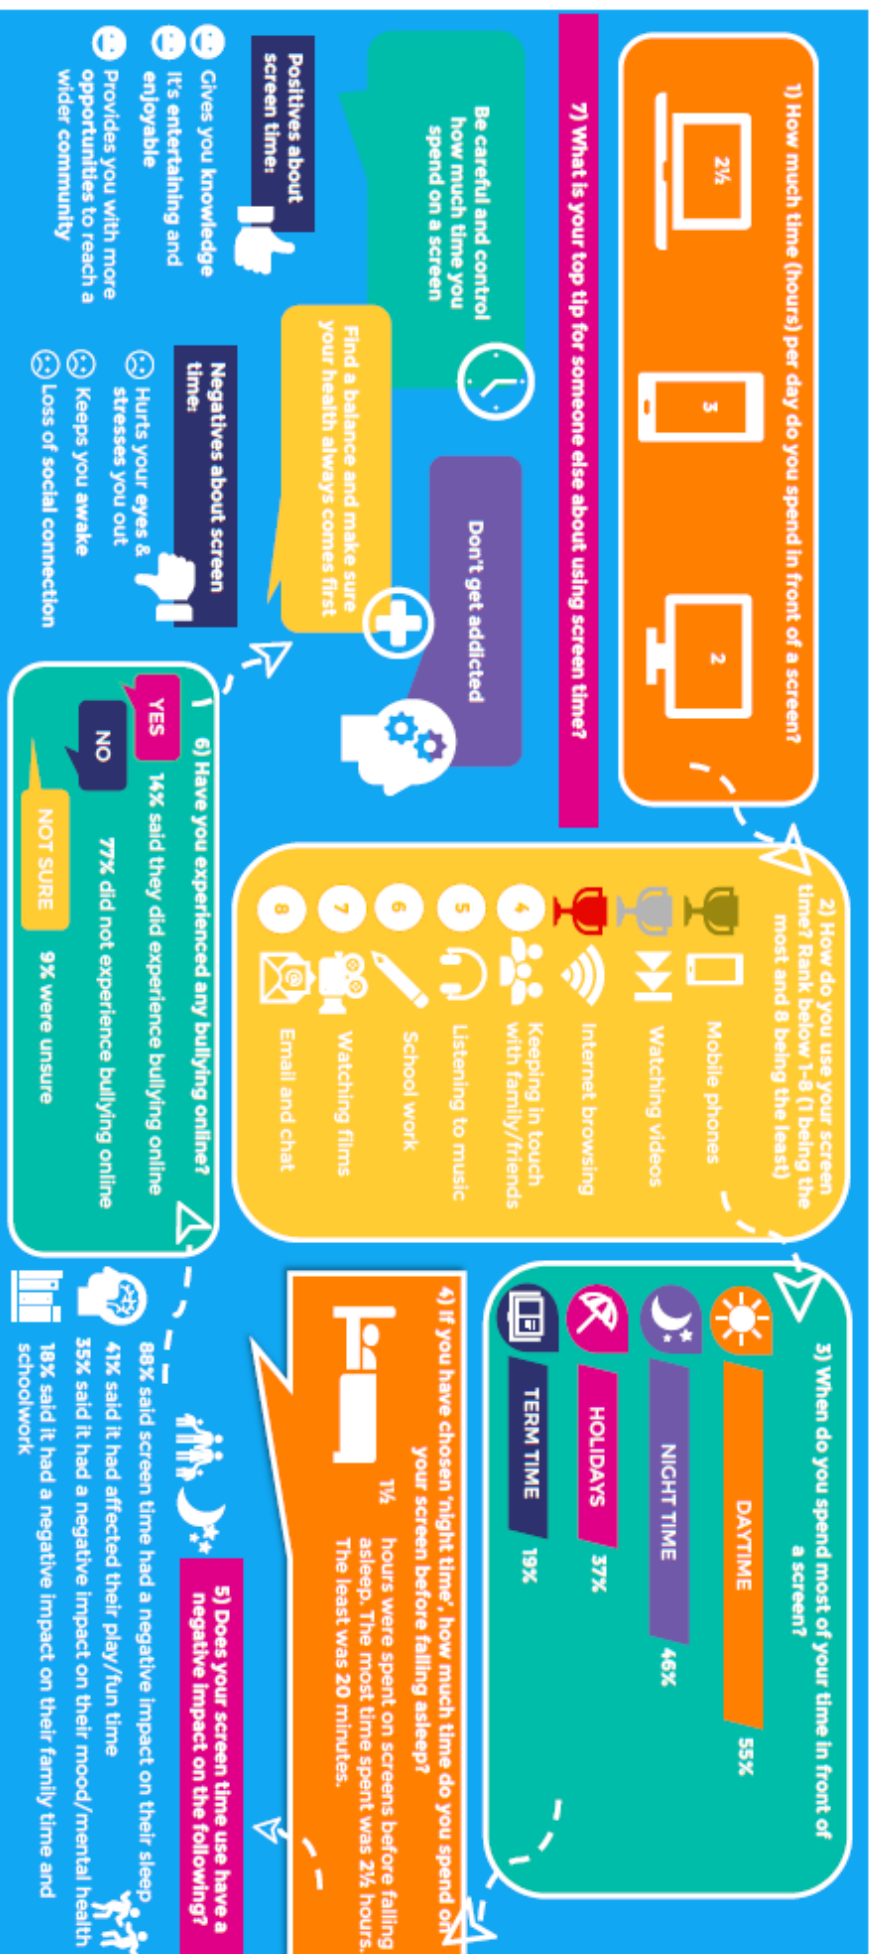 1) How much time (hours) per day do you spend in front of a screen?
2½
3
2
2) How do you use your screen
time? Rank below 1-8 (1 being the
most and 8 being the least)
Mobile phones
Watching videos
Internet browsing
4
Keeping in touch
with family/friends
5
Listening to music
6
School work
7
Watching films
8
Email and chat
3) When do you spend most of your time in front of
a screen?
DAYTIME
55%
NIGHT TIME
46%
HOLIDAYS
37%
TERM TIME
19%
4) If you have chosen 'night time', how much time do you spend on
your screen before falling asleep?
1½
hours were spent on screens before falling
asleep. The most time spent was 2½ hours.
The least was 20 minutes.
5) Does your screen time use have a
negative impact on the following?
88% said screen time had a negative impact on their sleep
41% said it had affected their play/fun time
35% said it had a negative impact on their mood/mental health
18% said it had a negative impact on their family time and
schoolwork
6) Have you experienced any bullying online?
YES
14% said they did experience bullying online
NO
77% did not experience bullying online
NOT SURE
9% were unsure
7) What is your top tip for someone else about using screen time?
Be careful and control
how much time you
spend on a screen
Don't get addicted
Find a balance and make sure
your health always comes first
Positives about
screen time:
Gives you knowledge
It's entertaining and
enjoyable
Provides you with more
opportunities to reach a
wider community
Negatives about screen
time:
Hurts your eyes &
stresses you out
Keeps you awake
Loss of social connection